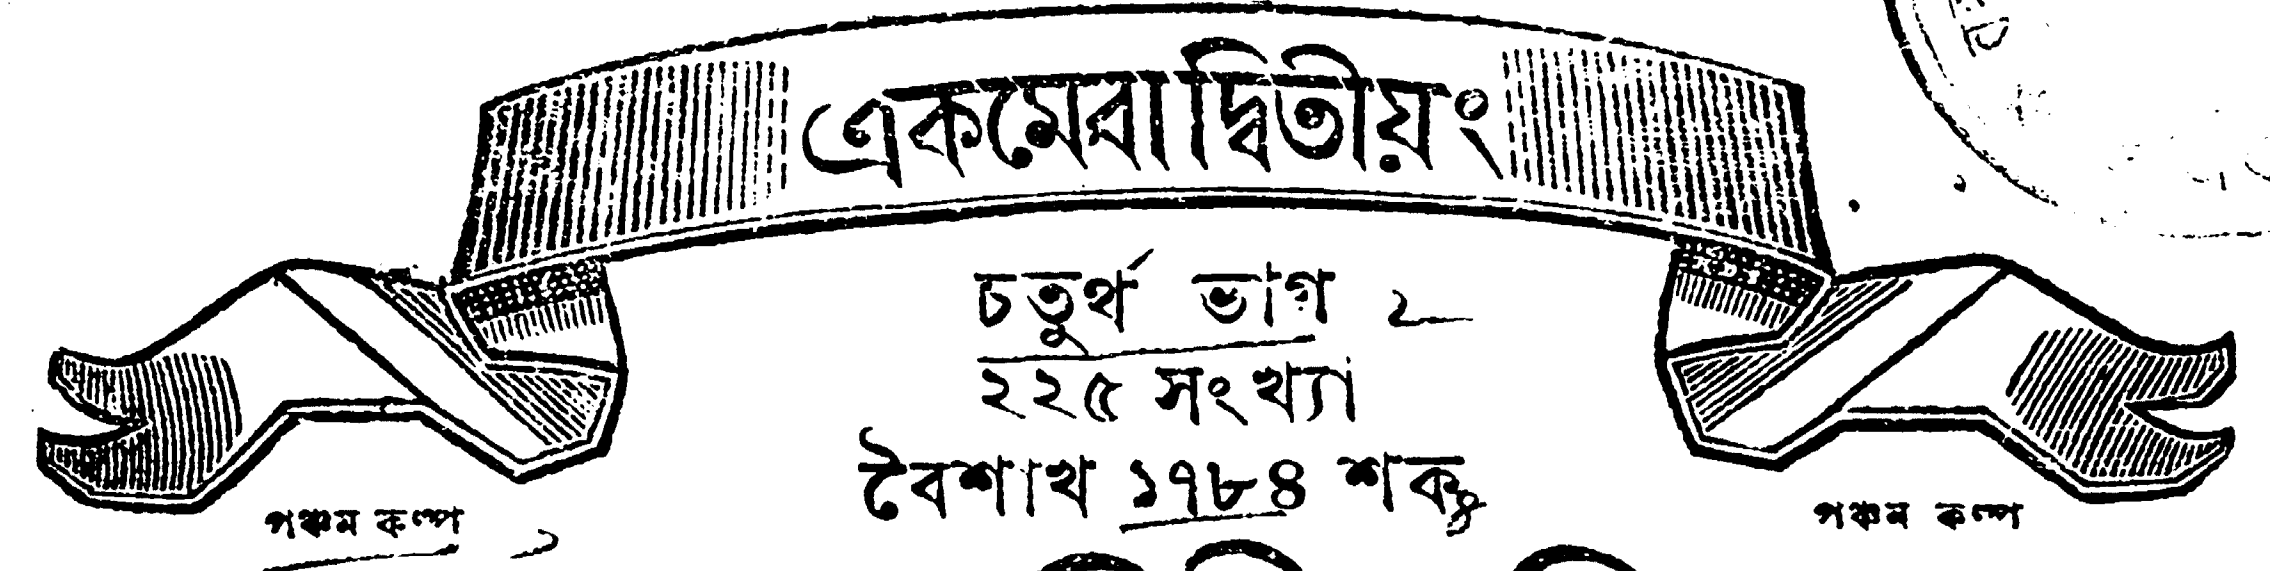 একমেবাদ্বিতীয়ং
চতুর্থ ভাগ
২২৫ সংখ্যা
বৈশাখ ১৭৮৪ শক
পঞ্চম কল্প
পঞ্চম কল্প